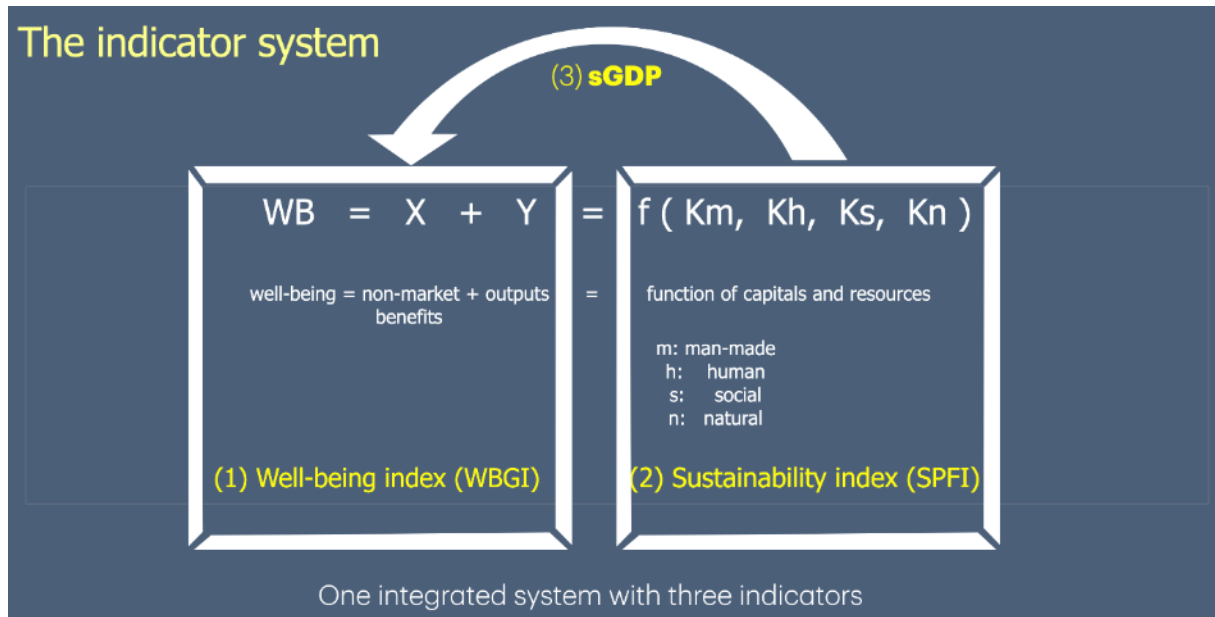 The indicator system
(3) sGDP
WB = X + Y = f ( Km, Kh, Ks, Kn )
well-being = non-market + outputs = function of capitals and resources
benefits
m: man-made
h: human
s: social
n: natural
(1) Well-being index (WBGI)
(2) Sustainability index (SPFI)
One integrated system with three indicators